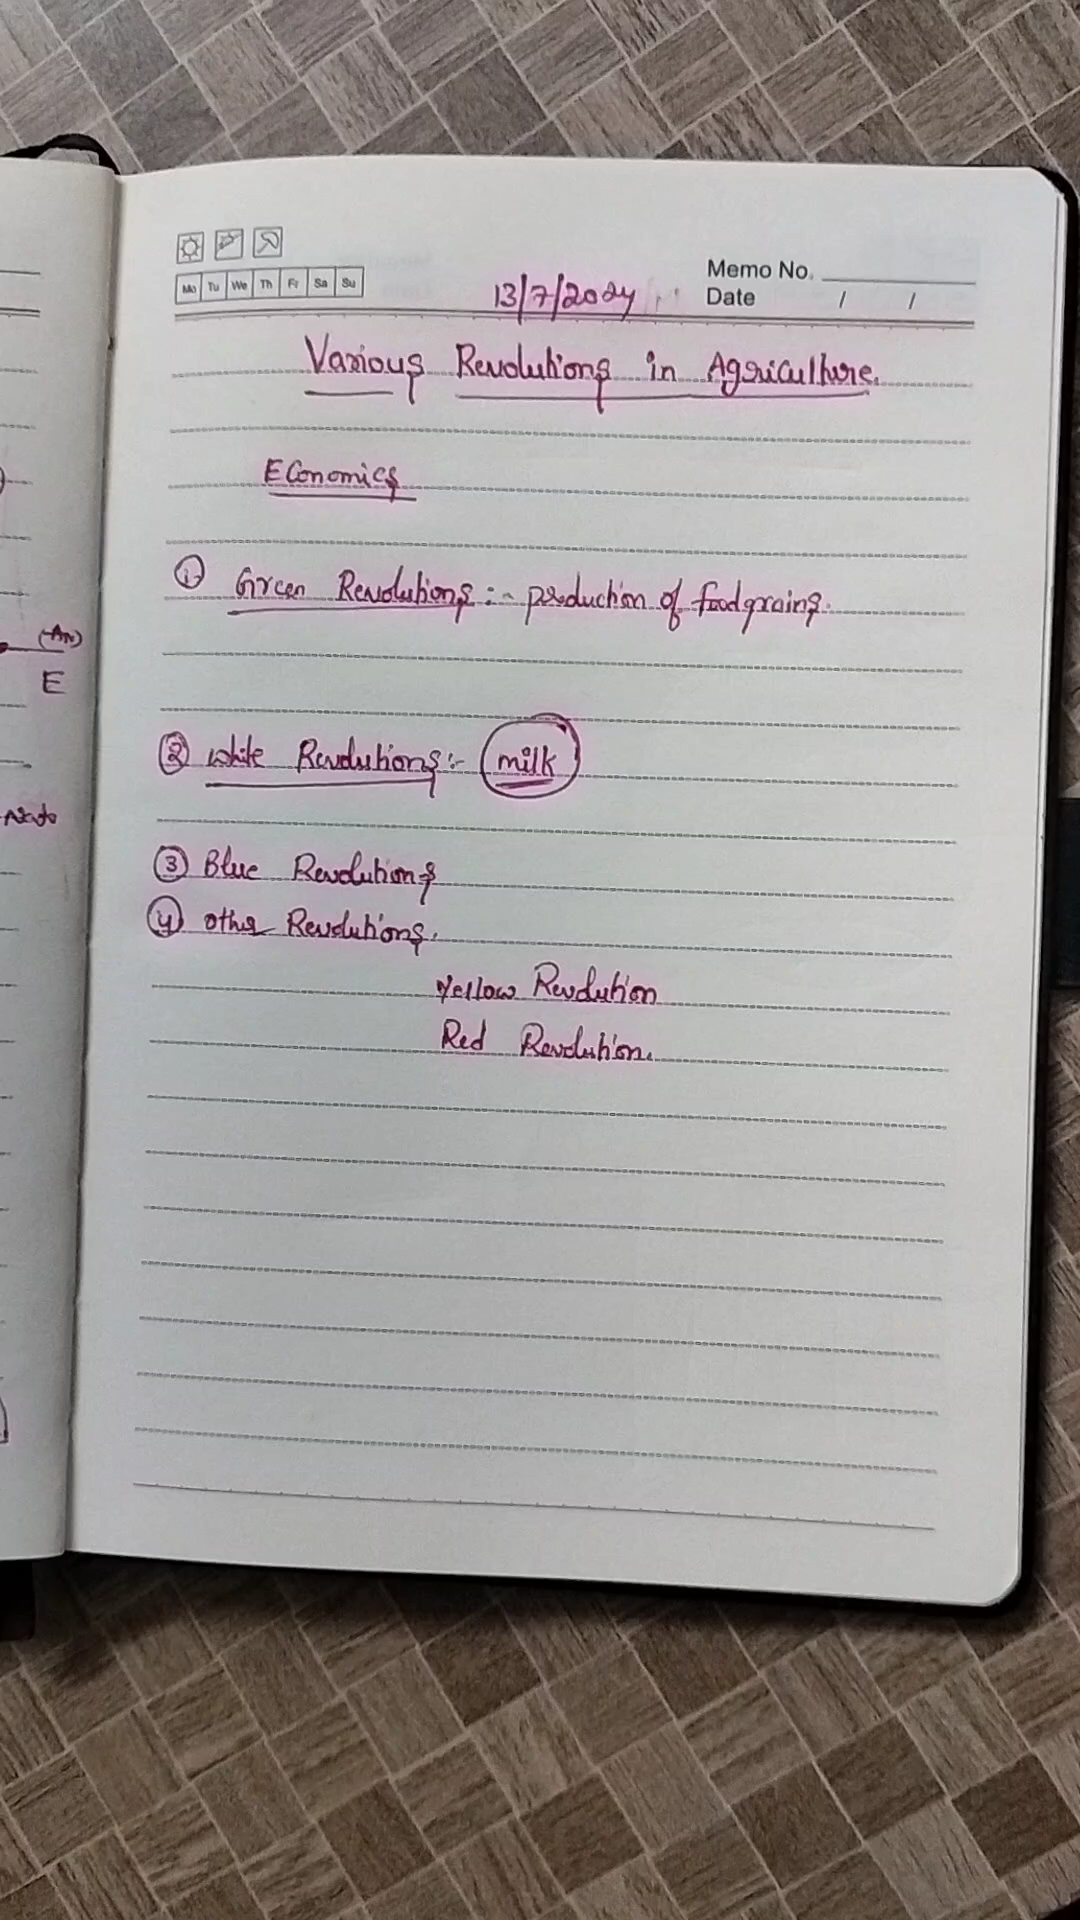 Mo Tu We Th Fr Sa Su
Memo No.
13/7/2024
Date / /
Various Revolutions in Agriculture.
Economics
① Green Revolutions :- production of foodgrains.
② White Revolutions :- milk
③ Blue Revolutions
④ other Revolutions.
Yellow Revolution
Red Revolution.
(-An)
E